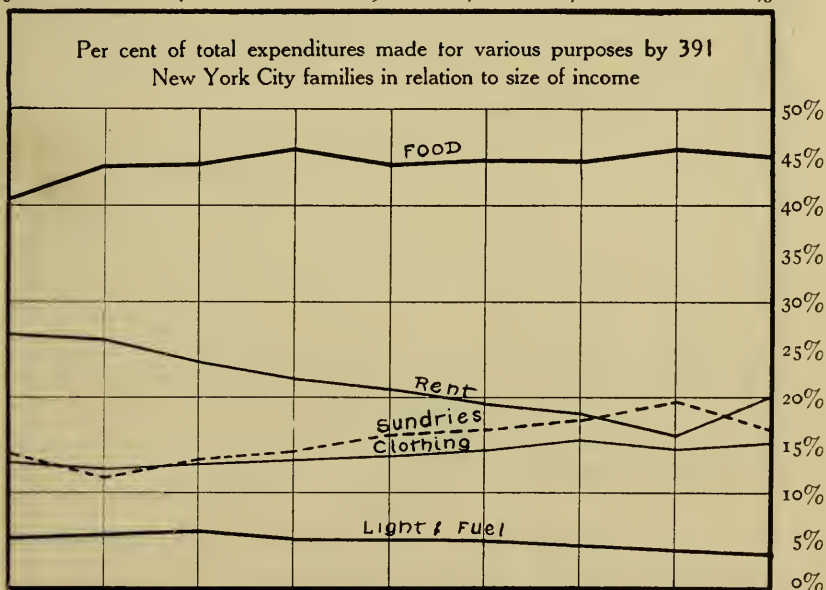 Per cent of total expenditures made for various purposes by 391
New York City families in relation to size of income
50%
FOOD
45%
40%
35%
30%
25%
Rent
20%
Sundries
Clothing
15%
10%
Light & Fuel
5%
0%